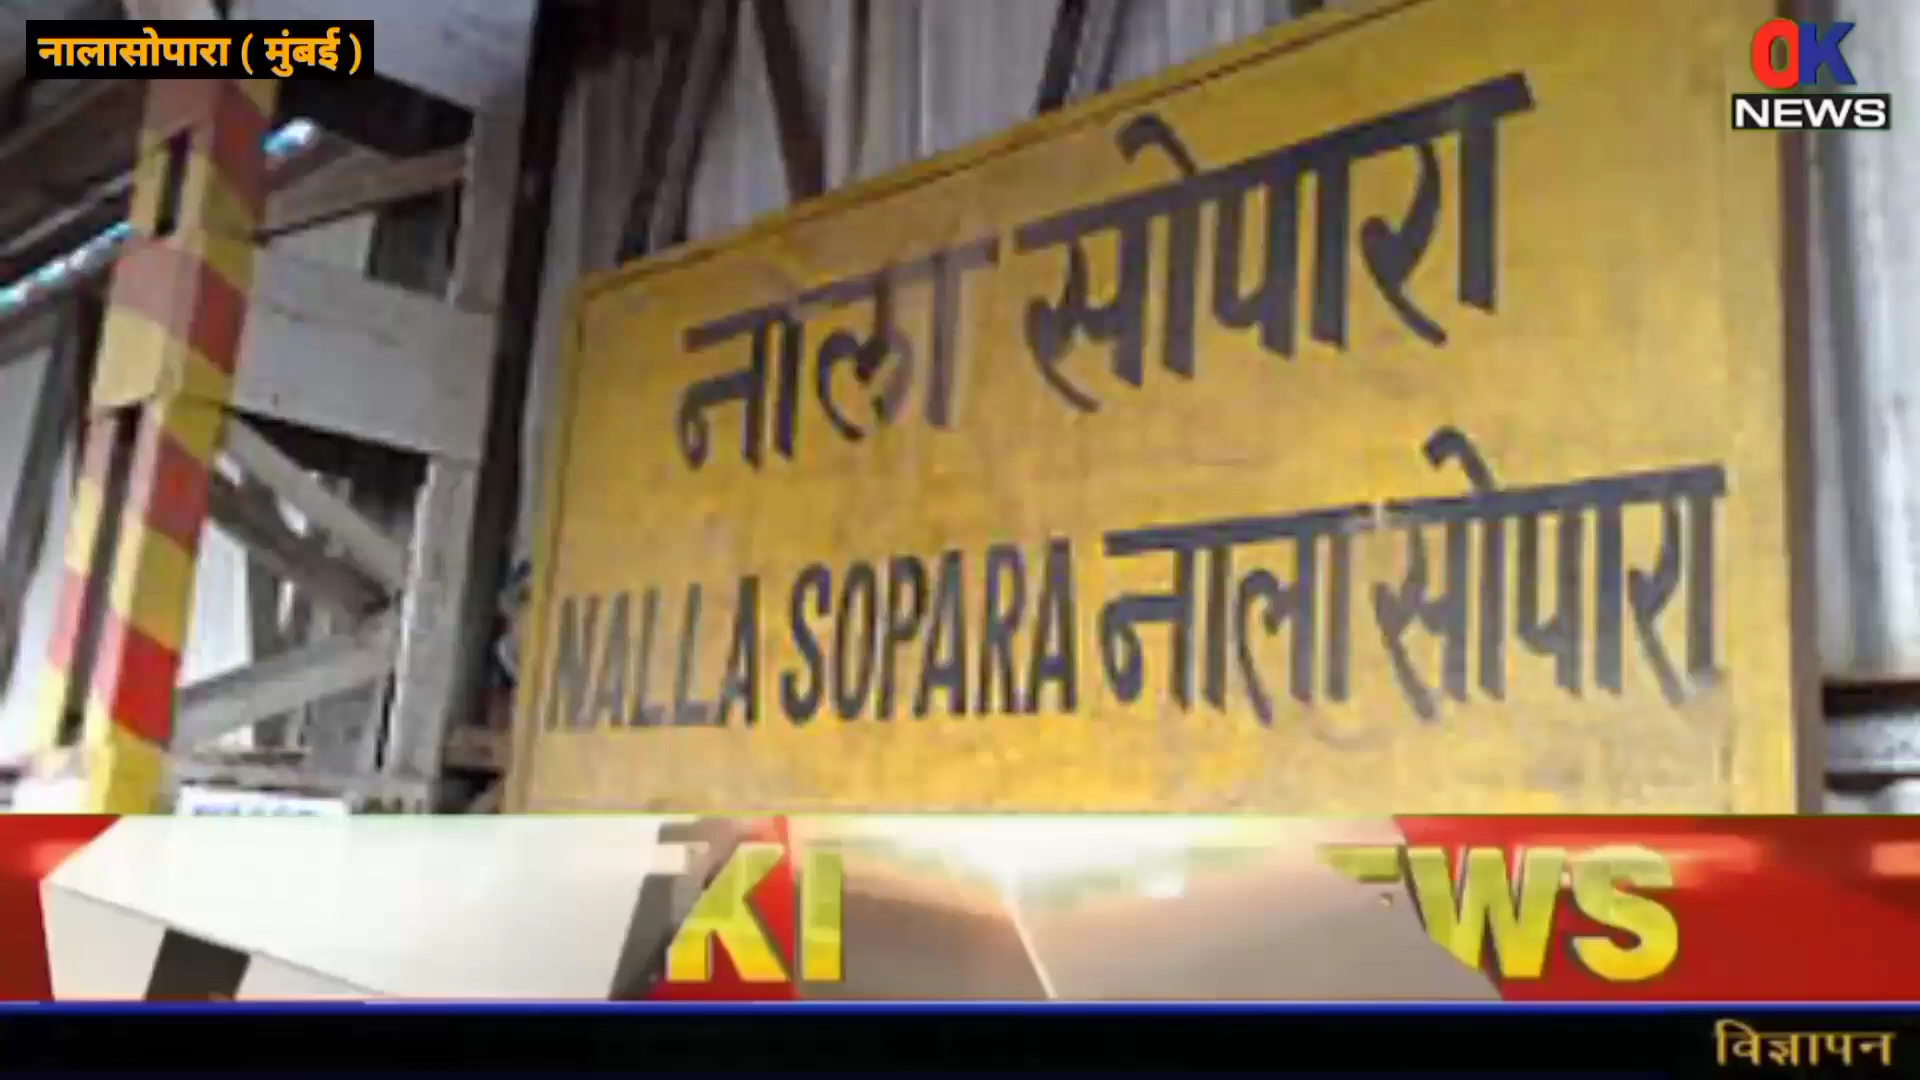 नालासोपारा ( मुंबई )
OK
NEWS
नाला सोपारा
NALLA SOPARA नाला सोपारा
विज्ञापन